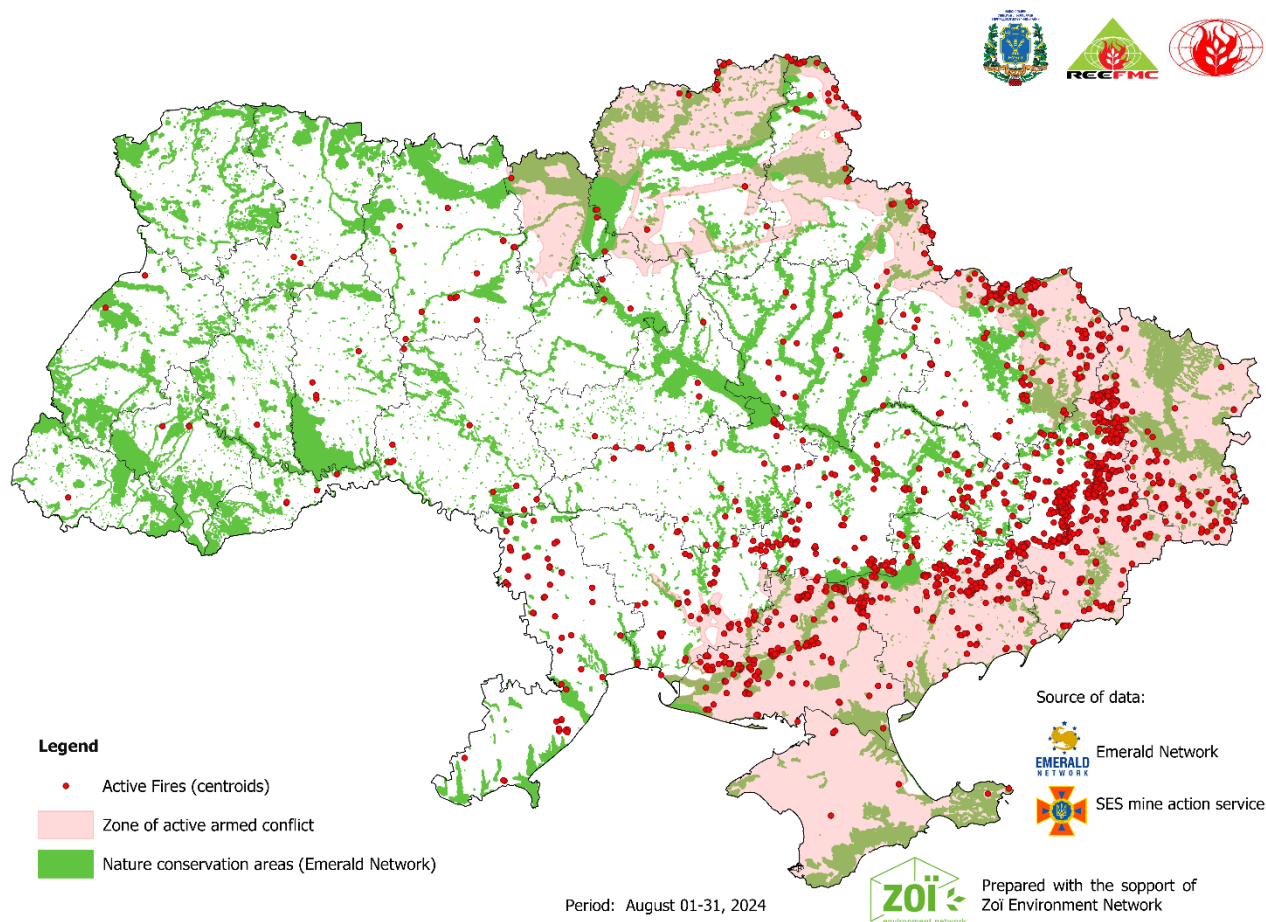 REEFMC
Legend
Active Fires (centroids)
Zone of active armed conflict
Nature conservation areas (Emerald Network)
Period: August 01-31, 2024
Source of data:
EMERALD
NETWORK
Emerald Network
SES mine action service
zoï
environment network
Prepared with the sopport of
Zoï Environment Network